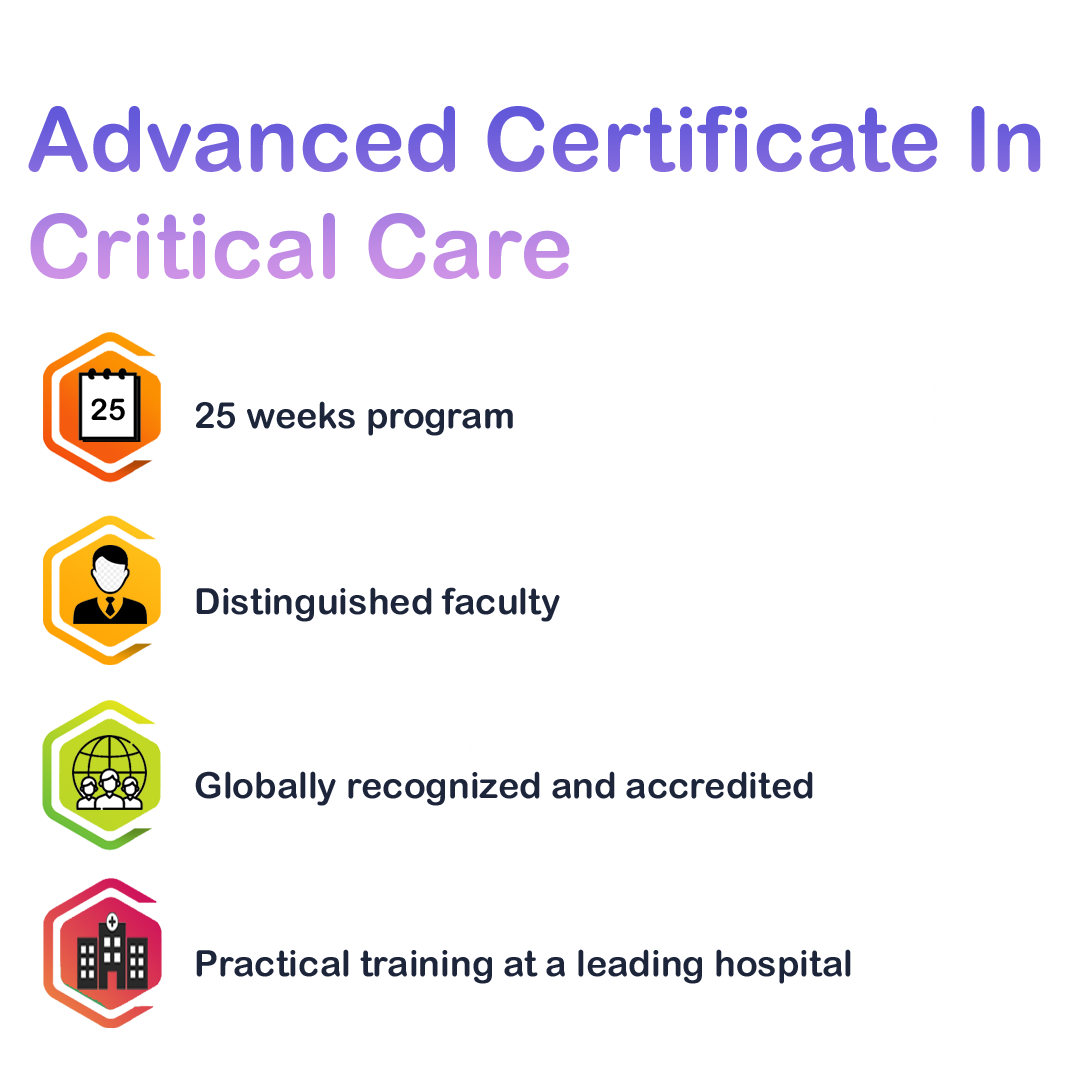 Advanced Certificate In
Critical Care
25
25 weeks program
Distinguished faculty
Globally recognized and accredited
Practical training at a leading hospital